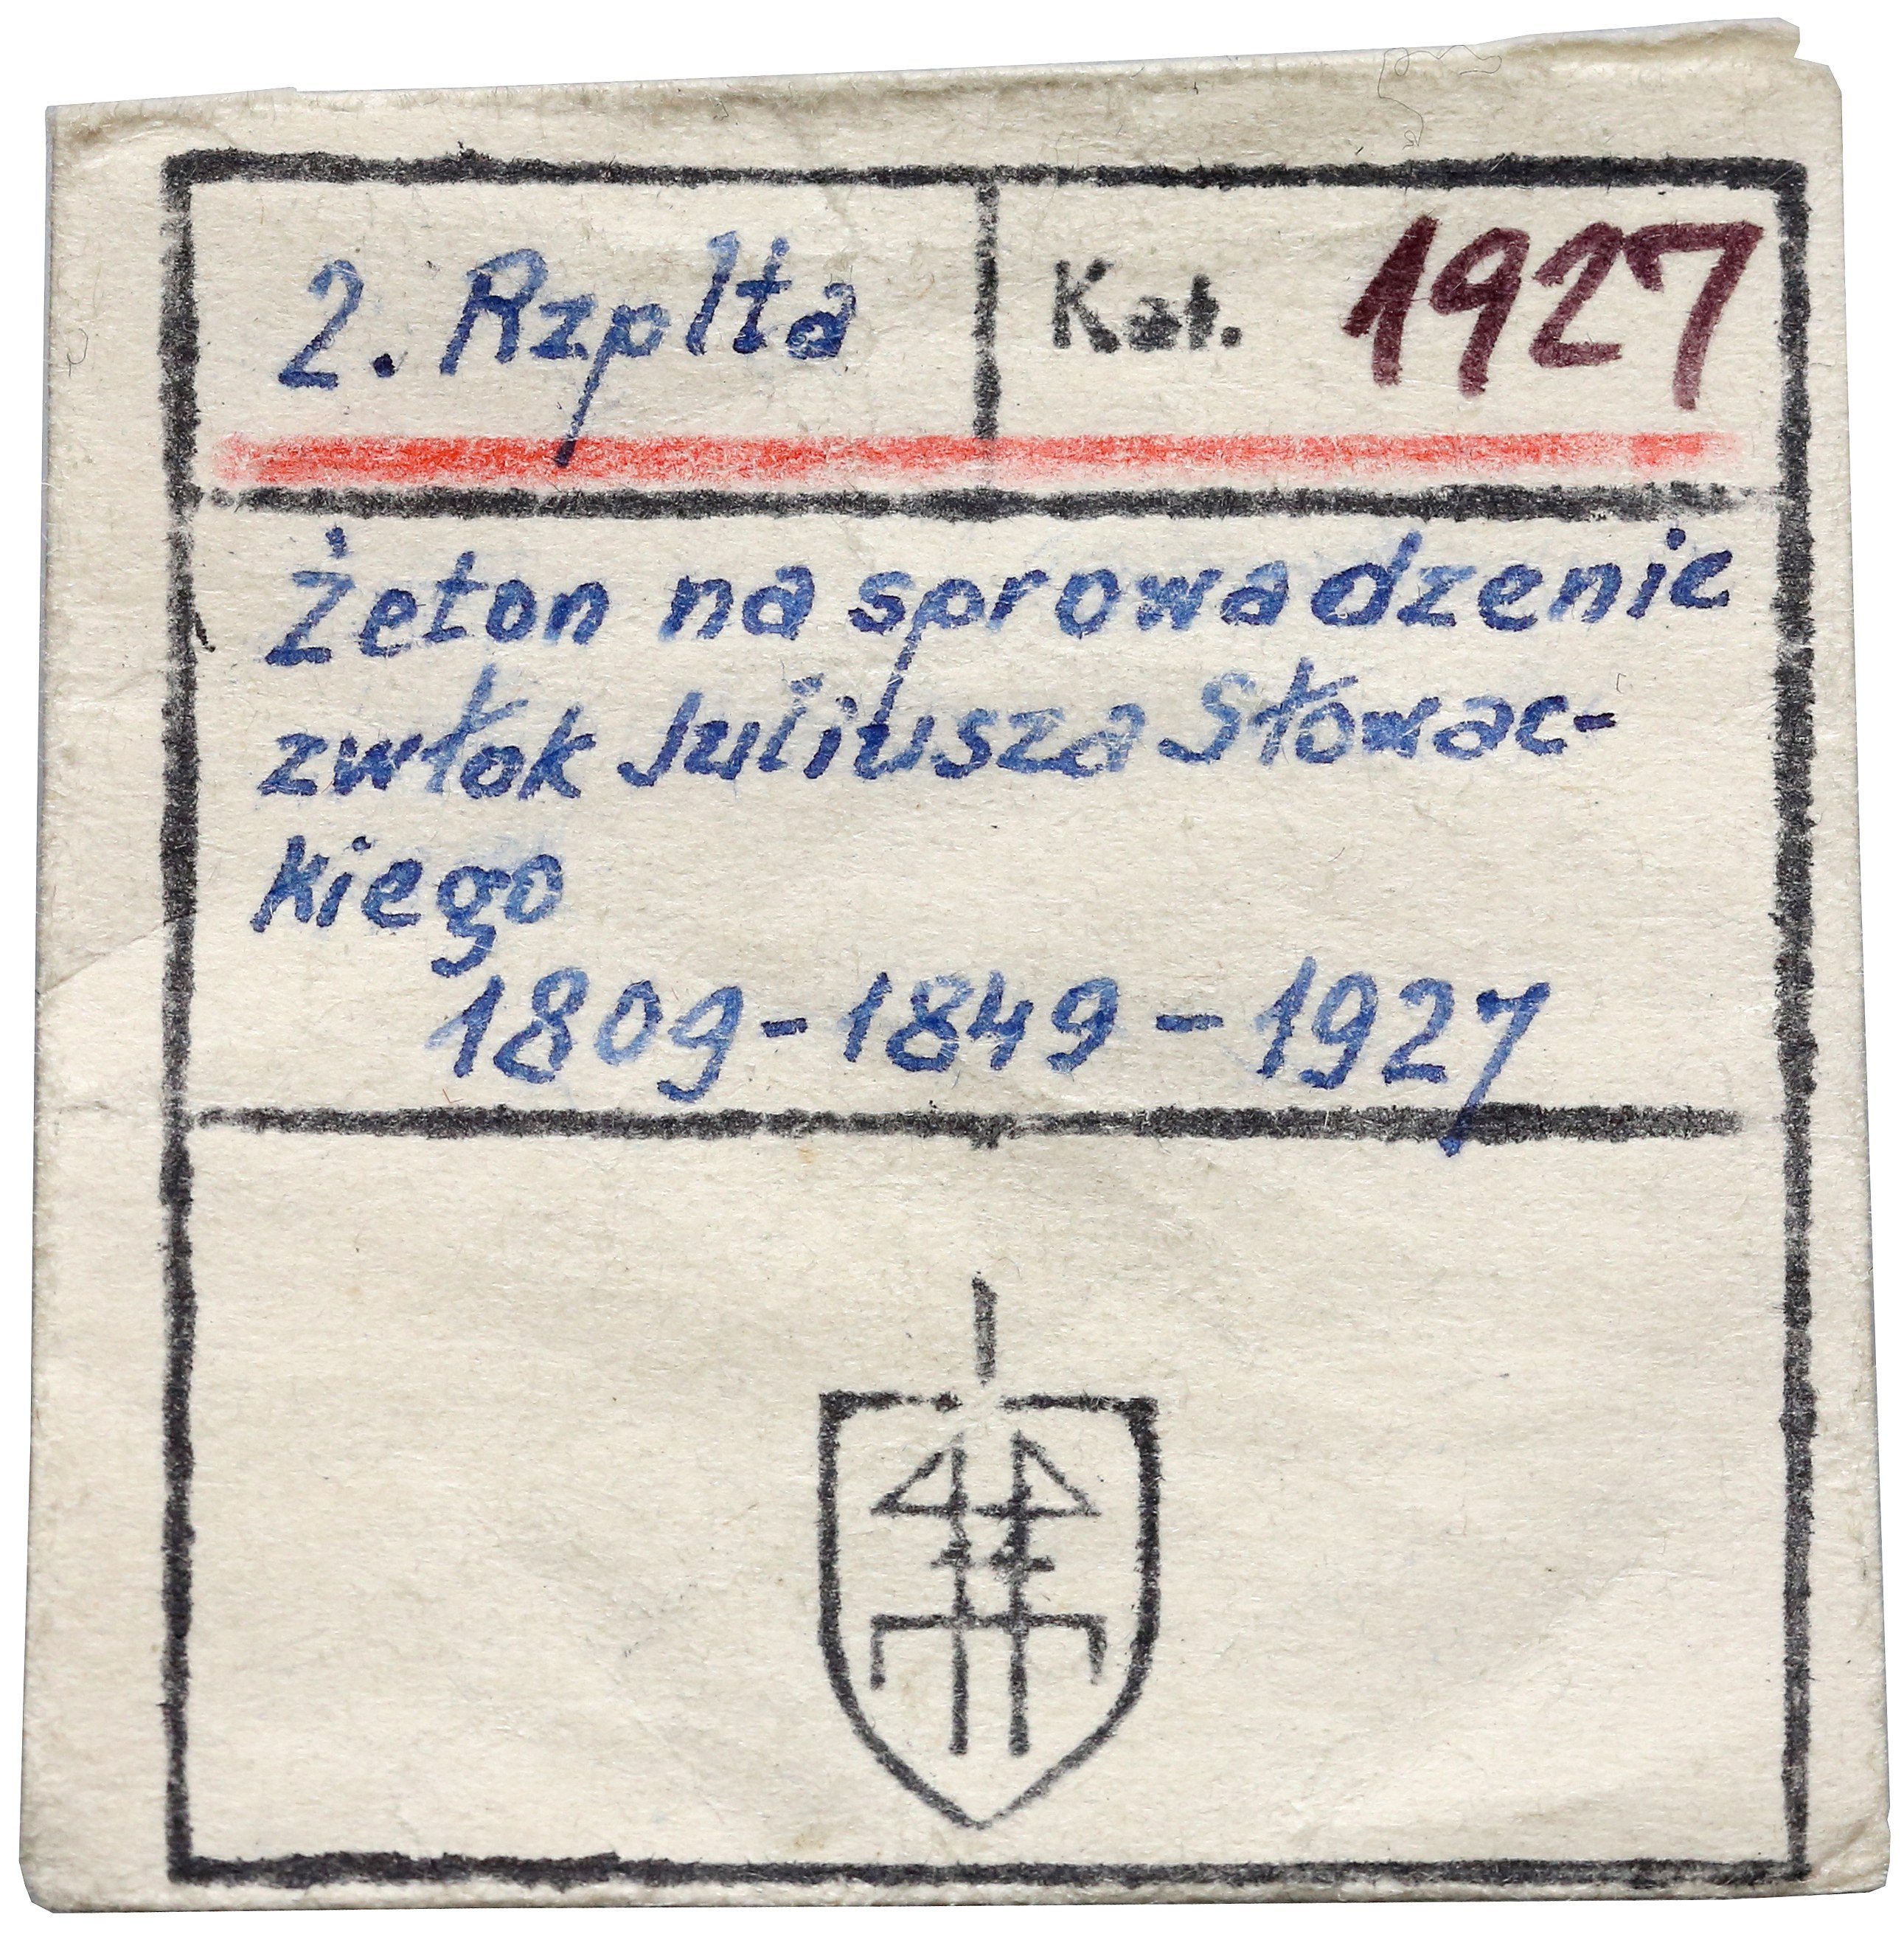 2. Rzplta
Kat. 1927
Żeton na sprowadzenie
zwłok Juliusza Słowac-
kiego
1809 - 1849 - 1927